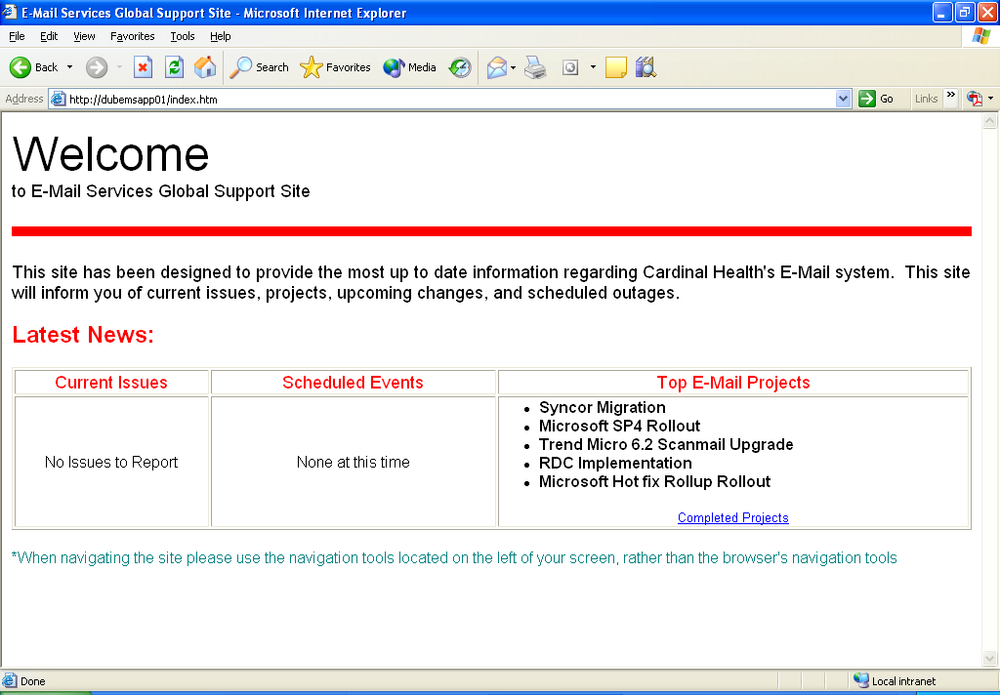 E-Mail Services Global Support Site - Microsoft Internet Explorer
File Edit View Favorites Tools Help
Back Search Favorites Media
Address http://dubemsapp01/index.htm Go Links »
Welcome
to E-Mail Services Global Support Site
This site has been designed to provide the most up to date information regarding Cardinal Health's E-Mail system. This site
will inform you of current issues, projects, upcoming changes, and scheduled outages.
Latest News:
Current Issues Scheduled Events Top E-Mail Projects
No Issues to Report
None at this time
• Syncor Migration
• Microsoft SP4 Rollout
• Trend Micro 6.2 Scanmail Upgrade
• RDC Implementation
• Microsoft Hot fix Rollup Rollout
Completed Projects
*When navigating the site please use the navigation tools located on the left of your screen, rather than the browser's navigation tools
Done Local intranet